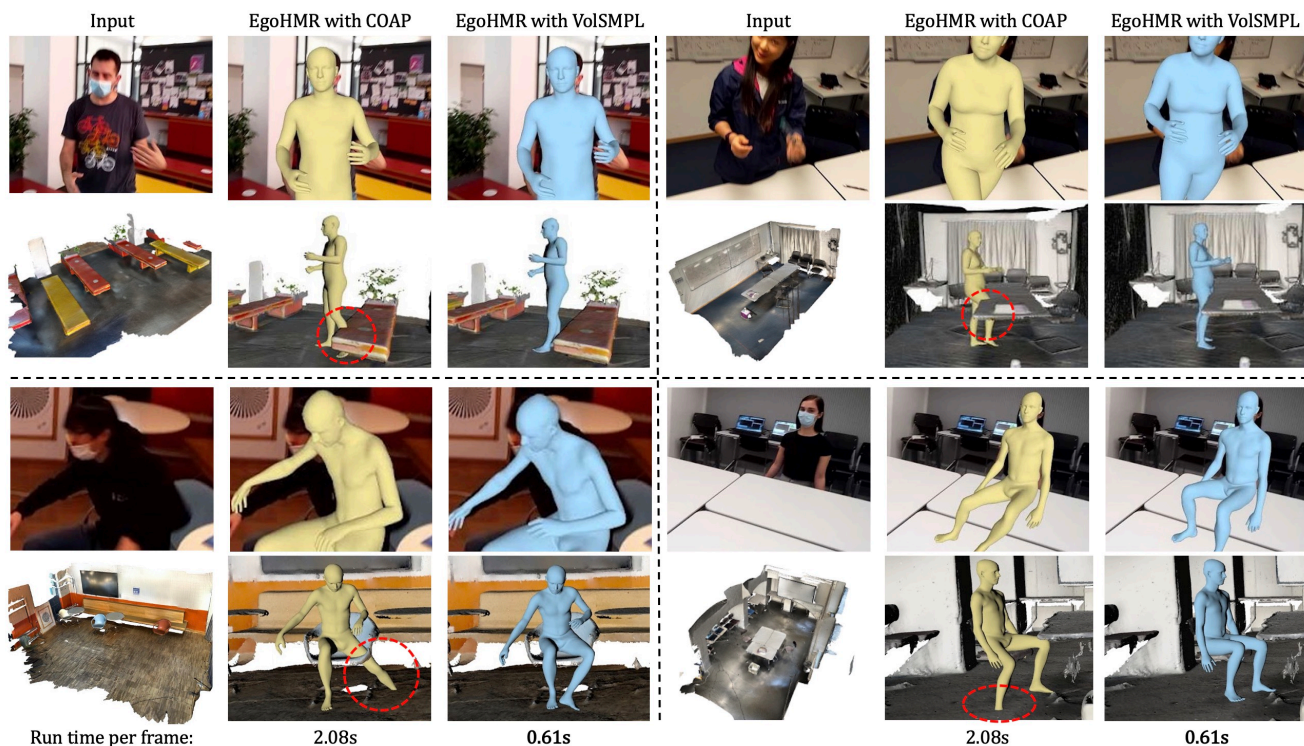 Input EgoHMR with COAP EgoHMR with VolSMPL Input EgoHMR with COAP EgoHMR with VolSMPL
Run time per frame: 2.08s 0.61s 2.08s 0.61s